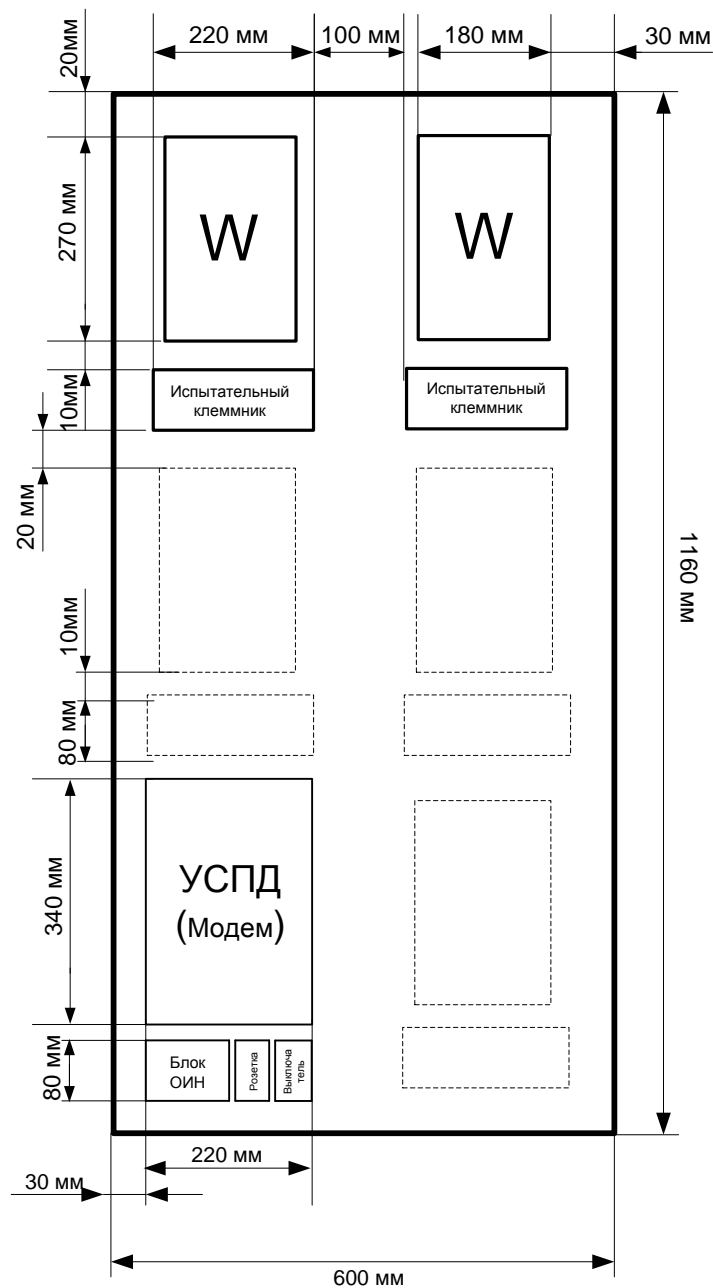 220 мм
100 мм
180 мм
30 мм
20мм
270 мм
W
W
10мм
Испытательный
клеммник
Испытательный
клеммник
20 мм
1160 мм
10мм
80 мм
340 мм
УСПД
(Модем)
80 мм
Блок
ОИН
Розетка
Выключа
тель
220 мм
30 мм
600 мм